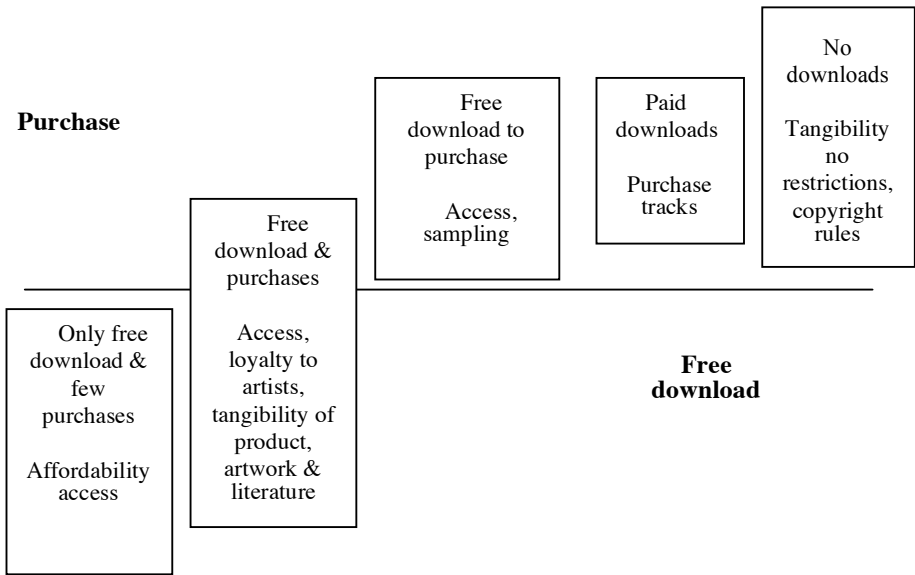 Purchase
Only free
download &
few
purchases
Affordability
access
Free
download &
purchases
Access,
loyalty to
artists,
tangibility of
product,
artwork &
literature
Free
download to
purchase
Access,
sampling
Paid
downloads
Purchase
tracks
No
downloads
Tangibility
no
restrictions,
copyright
rules
Free
download